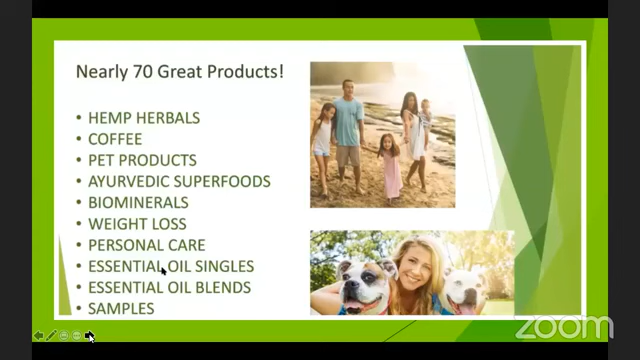 Nearly 70 Great Products!
• HEMP HERBALS
• COFFEE
• PET PRODUCTS
• AYURVEDIC SUPERFOODS
• BIOMINERALS
• WEIGHT LOSS
• PERSONAL CARE
• ESSENTIAL OIL SINGLES
• ESSENTIAL OIL BLENDS
• SAMPLES
zoom